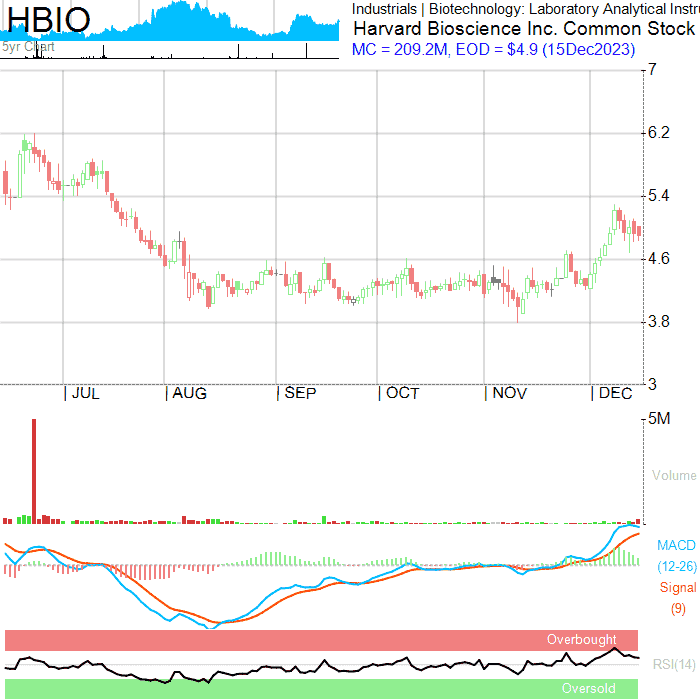 HBIO
5yr Chart
Industrials | Biotechnology: Laboratory Analytical Instr
Harvard Bioscience Inc. Common Stock
MC = 209.2M, EOD = $4.9 (15Dec2023)
7
6.2
5.4
4.6
3.8
3
JUL AUG SEP OCT NOV DEC
5M
Volume
MACD
(12-26)
Signal
(9)
Overbought
RSI(14)
Oversold